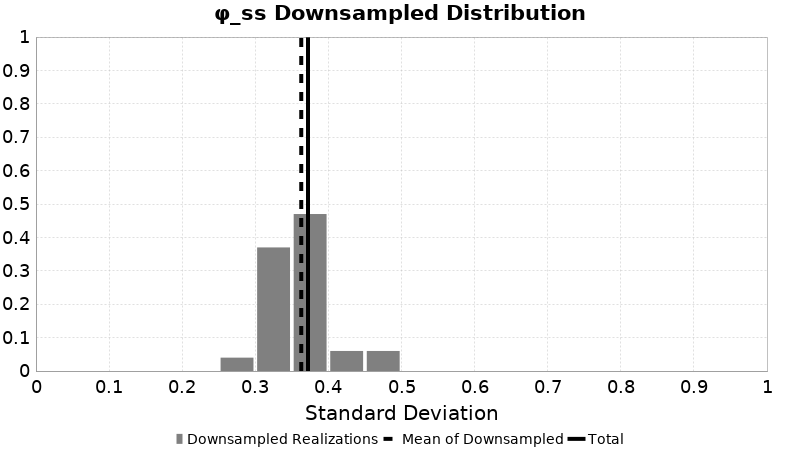 φ_ss Downsampled Distribution
1
0.9
0.8
0.7
0.6
0.5
0.4
0.3
0.2
0.1
0
0 0.1 0.2 0.3 0.4 0.5 0.6 0.7 0.8 0.9 1
Standard Deviation
Downsampled Realizations Mean of Downsampled Total